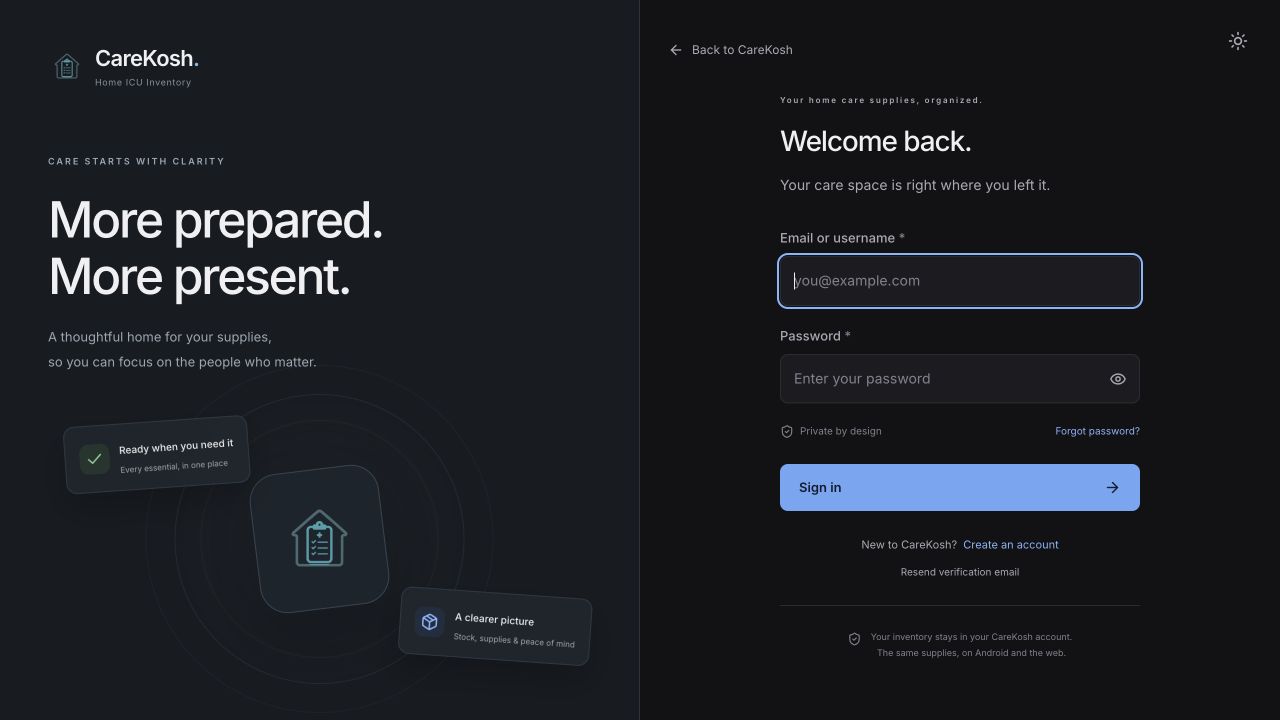 CareKosh.
Home ICU Inventory
CARE STARTS WITH CLARITY
More prepared.
More present.
A thoughtful home for your supplies,
so you can focus on the people who matter.
Ready when you need it
Every essential, in one place
A clearer picture
Stock, supplies & peace of mind
Back to CareKosh
Your home care supplies, organized.
Welcome back.
Your care space is right where you left it.
Email or username *
you@example.com
Password *
Enter your password
Private by design
Forgot password?
Sign in
New to CareKosh? Create an account
Resend verification email
Your inventory stays in your CareKosh account.
The same supplies, on Android and the web.